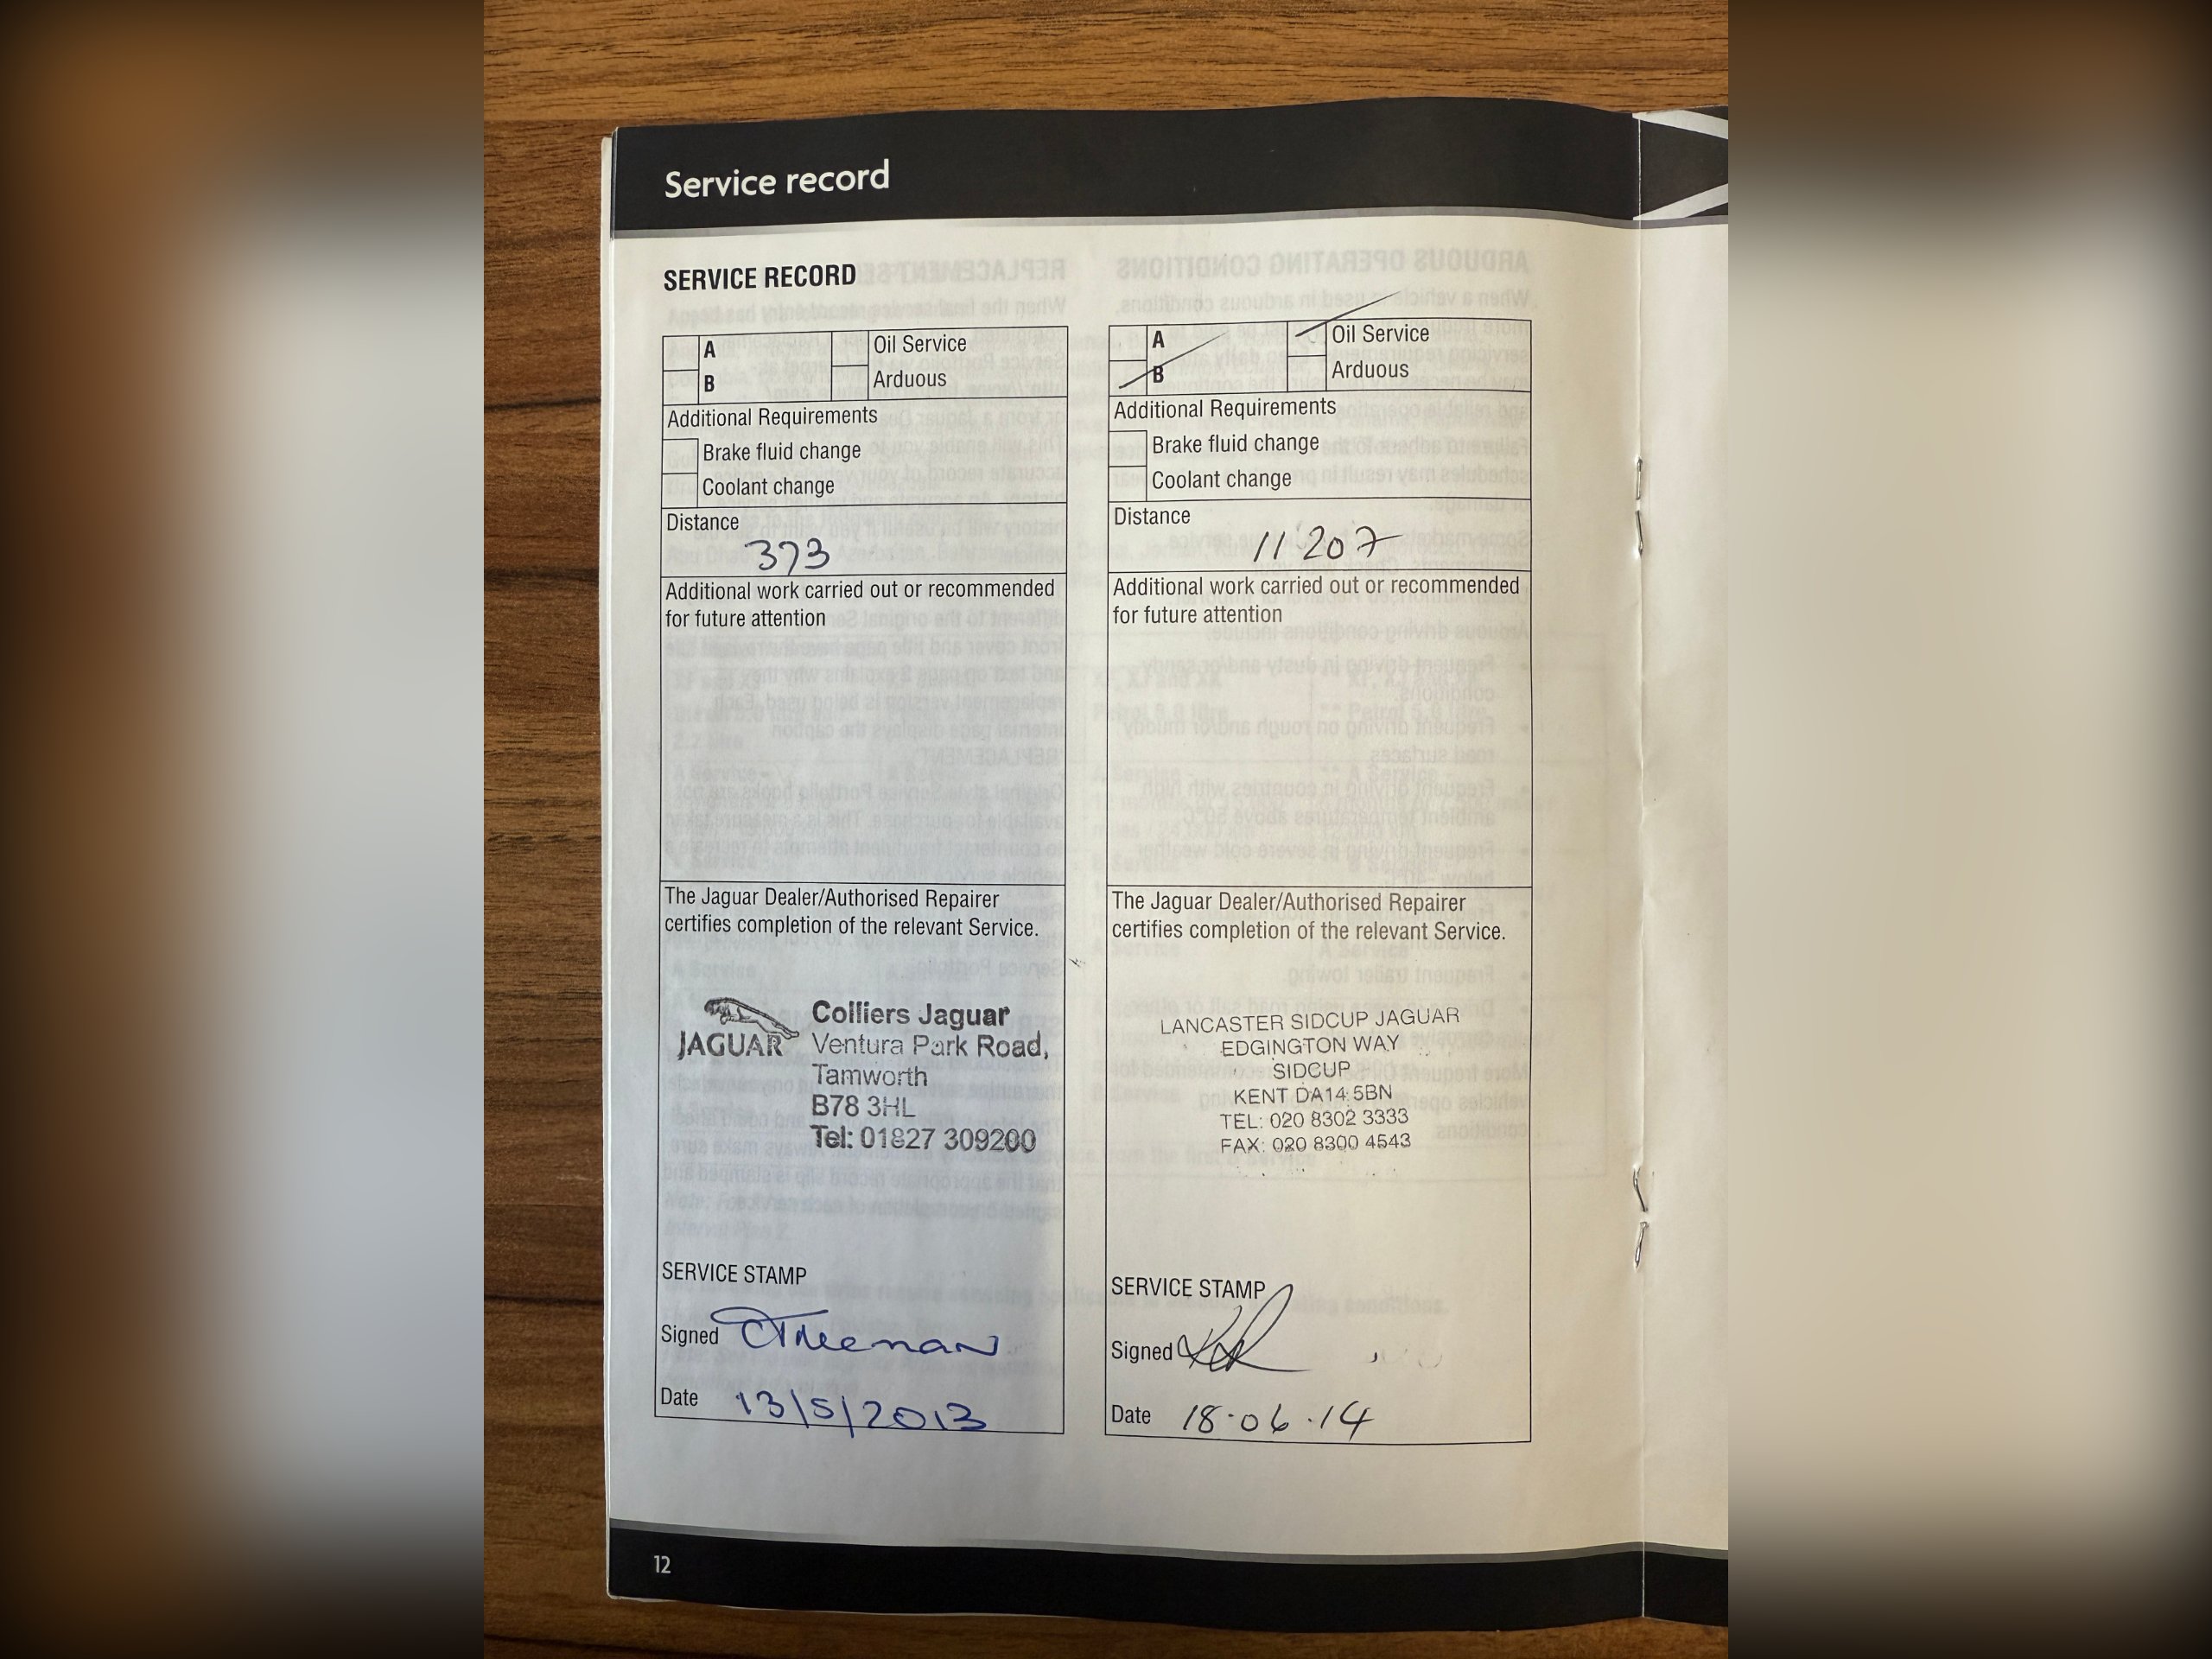 Service record
SERVICE RECORD
A
Oil Service
B
Arduous
Additional Requirements
Brake fluid change
Coolant change
Distance
373
Additional work carried out or recommended
for future attention
The Jaguar Dealer/Authorised Repairer
certifies completion of the relevant Service.
JAGUAR
Colliers Jaguar
Ventura Park Road,
Tamworth
B78 3HL
Tel: 01827 309200
SERVICE STAMP
Signed
Date 13/5/2013
A
Oil Service
B
Arduous
Additional Requirements
Brake fluid change
Coolant change
Distance
11207
Additional work carried out or recommended
for future attention
The Jaguar Dealer/Authorised Repairer
certifies completion of the relevant Service.
LANCASTER SIDCUP JAGUAR
EDGINGTON WAY
SIDCUP
KENT DA14 5BN
TEL: 020 8302 3333
FAX: 020 8300 4543
SERVICE STAMP
Signed
Date 18.06.14
12